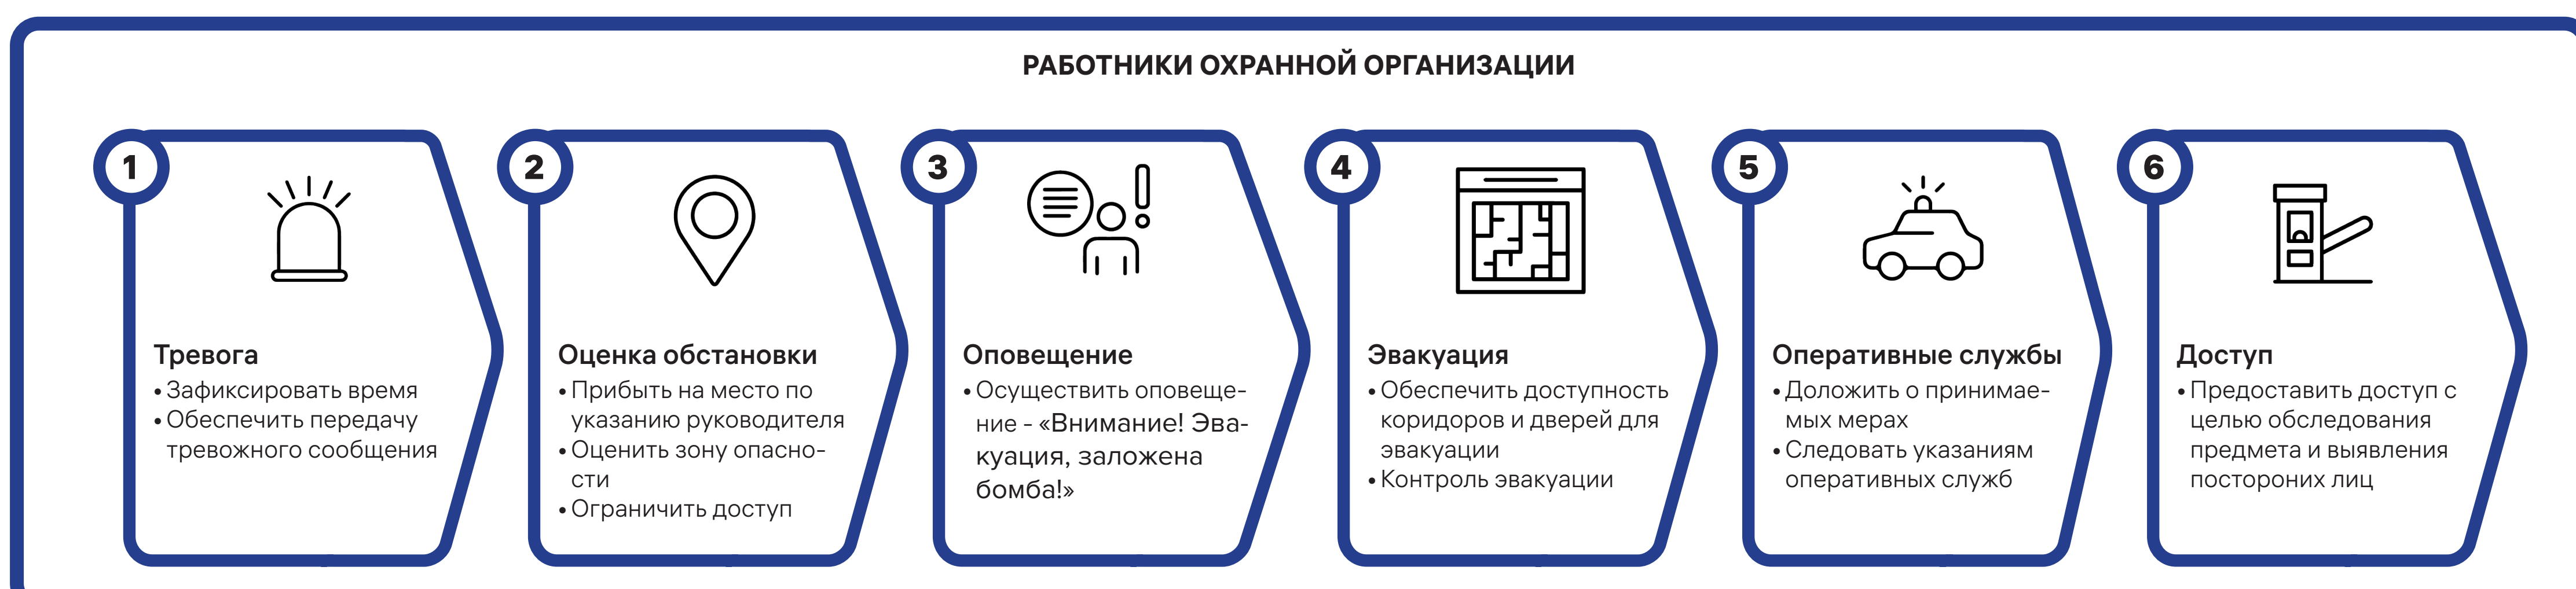 РАБОТНИКИ ОХРАННОЙ ОРГАНИЗАЦИИ
1
Тревога
• Зафиксировать время
• Обеспечить передачу
тревожного сообщения
2
Оценка обстановки
• Прибыть на место по
указанию руководителя
• Оценить зону опасно-
сти
• Ограничить доступ
3
Оповещение
• Осуществить оповеще-
ние - «Внимание! Эва-
куация, заложена
бомба!»
4
Эвакуация
• Обеспечить доступность
коридоров и дверей для
эвакуации
• Контроль эвакуации
5
Оперативные службы
• Доложить о принимае-
мых мерах
• Следовать указаниям
оперативных служб
6
Доступ
• Предоставить доступ с
целью обследования
предмета и выявления
постороних лиц